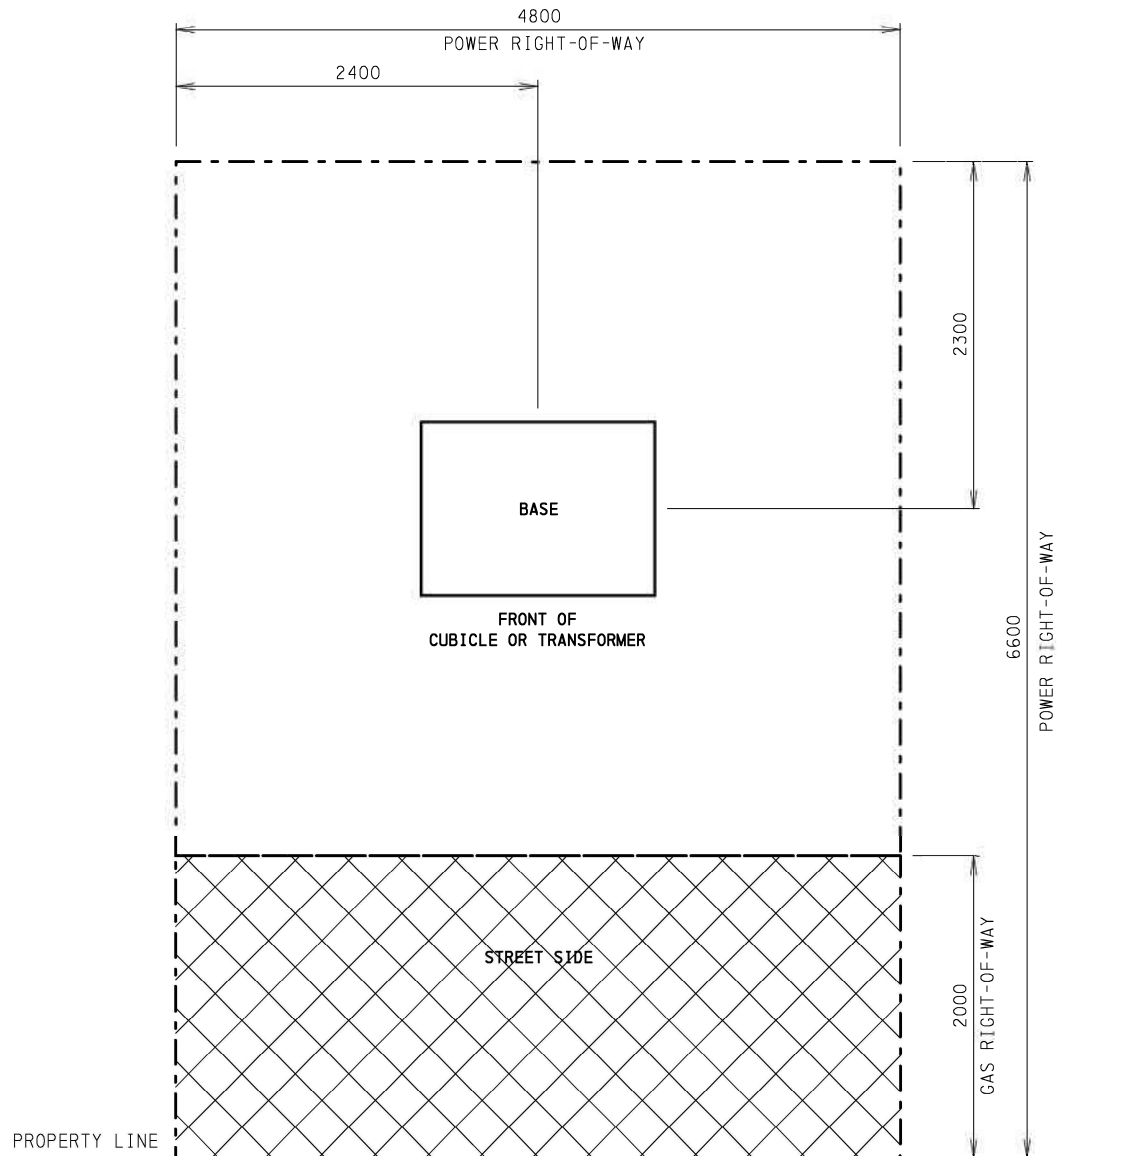 4800
POWER RIGHT-OF-WAY
2400
2300
BASE
FRONT OF
CUBICLE OR TRANSFORMER
6600
POWER RIGHT-OF-WAY
STREET SIDE
2000
GAS RIGHT-OF-WAY
PROPERTY LINE